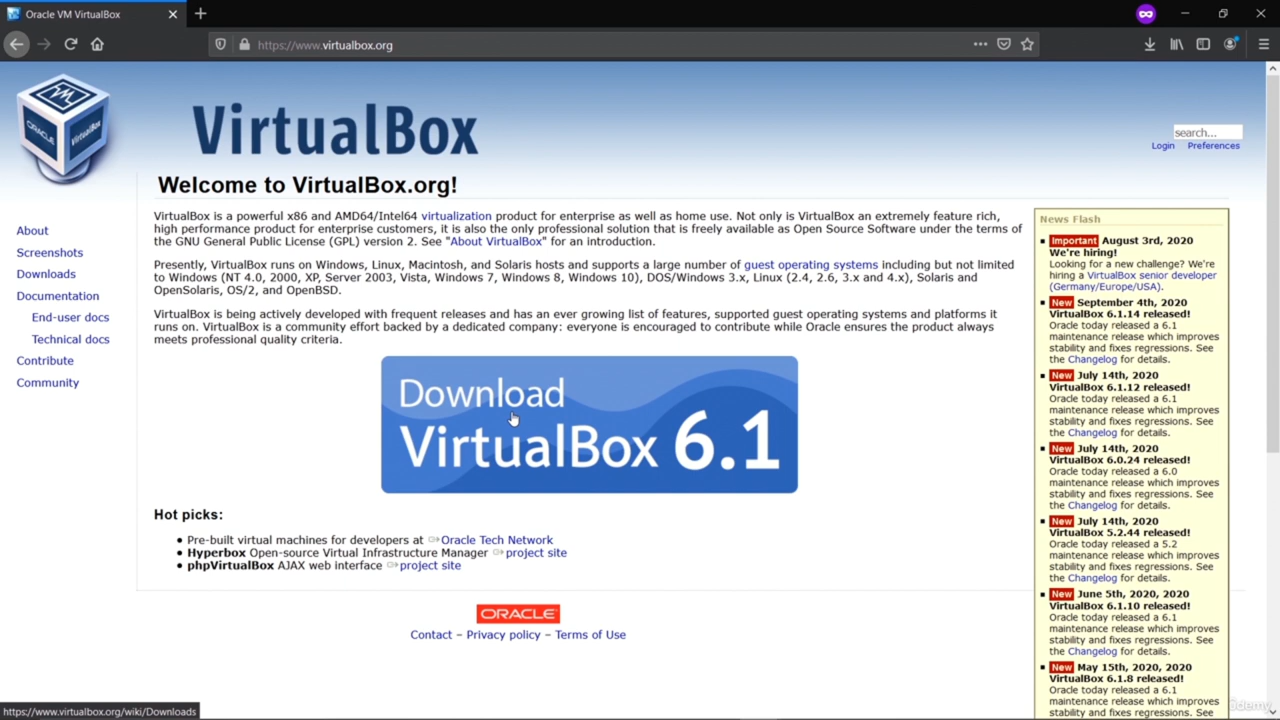 Oracle VM VirtualBox
https://www.virtualbox.org
ORACLE
VirtualBox
VirtualBox
search...
Login Preferences
Welcome to VirtualBox.org!
VirtualBox is a powerful x86 and AMD64/Intel64 virtualization product for enterprise as well as home use. Not only is VirtualBox an extremely feature rich,
high performance product for enterprise customers, it is also the only professional solution that is freely available as Open Source Software under the terms of
the GNU General Public License (GPL) version 2. See "About VirtualBox" for an introduction.
Presently, VirtualBox runs on Windows, Linux, Macintosh, and Solaris hosts and supports a large number of guest operating systems including but not limited
to Windows (NT 4.0, 2000, XP, Server 2003, Vista, Windows 7, Windows 8, Windows 10), DOS/Windows 3.x, Linux (2.4, 2.6, 3.x and 4.x), Solaris and
OpenSolaris, OS/2, and OpenBSD.
VirtualBox is being actively developed with frequent releases and has an ever growing list of features, supported guest operating systems and platforms it
runs on. VirtualBox is a community effort backed by a dedicated company: everyone is encouraged to contribute while Oracle ensures the product always
meets professional quality criteria.
About
Screenshots
Downloads
Documentation
End-user docs
Technical docs
Contribute
Community
Download
VirtualBox 6.1
Hot picks:
• Pre-built virtual machines for developers at Oracle Tech Network
• Hyperbox Open-source Virtual Infrastructure Manager project site
• phpVirtualBox AJAX web interface project site
ORACLE
Contact – Privacy policy – Terms of Use
News Flash
Important August 3rd, 2020
We're hiring!
Looking for a new challenge? We're
hiring a VirtualBox senior developer
(Germany/Europe/USA).
New September 4th, 2020
VirtualBox 6.1.14 released!
Oracle today released a 6.1
maintenance release which improves
stability and fixes regressions. See
the Changelog for details.
New July 14th, 2020
VirtualBox 6.1.12 released!
Oracle today released a 6.1
maintenance release which improves
stability and fixes regressions. See
the Changelog for details.
New July 14th, 2020
VirtualBox 6.0.24 released!
Oracle today released a 6.0
maintenance release which improves
stability and fixes regressions. See
the Changelog for details.
New July 14th, 2020
VirtualBox 5.2.44 released!
Oracle today released a 5.2
maintenance release which improves
stability and fixes regressions. See
the Changelog for details.
New June 5th, 2020, 2020
VirtualBox 6.1.10 released!
Oracle today released a 6.1
maintenance release which improves
stability and fixes regressions. See
the Changelog for details.
New May 15th, 2020, 2020
VirtualBox 6.1.8 released!
Oracle today released a 6.1
maintenance release which improves
stability and fixes regressions. See
https://www.virtualbox.org/wiki/Downloads
ûdemy